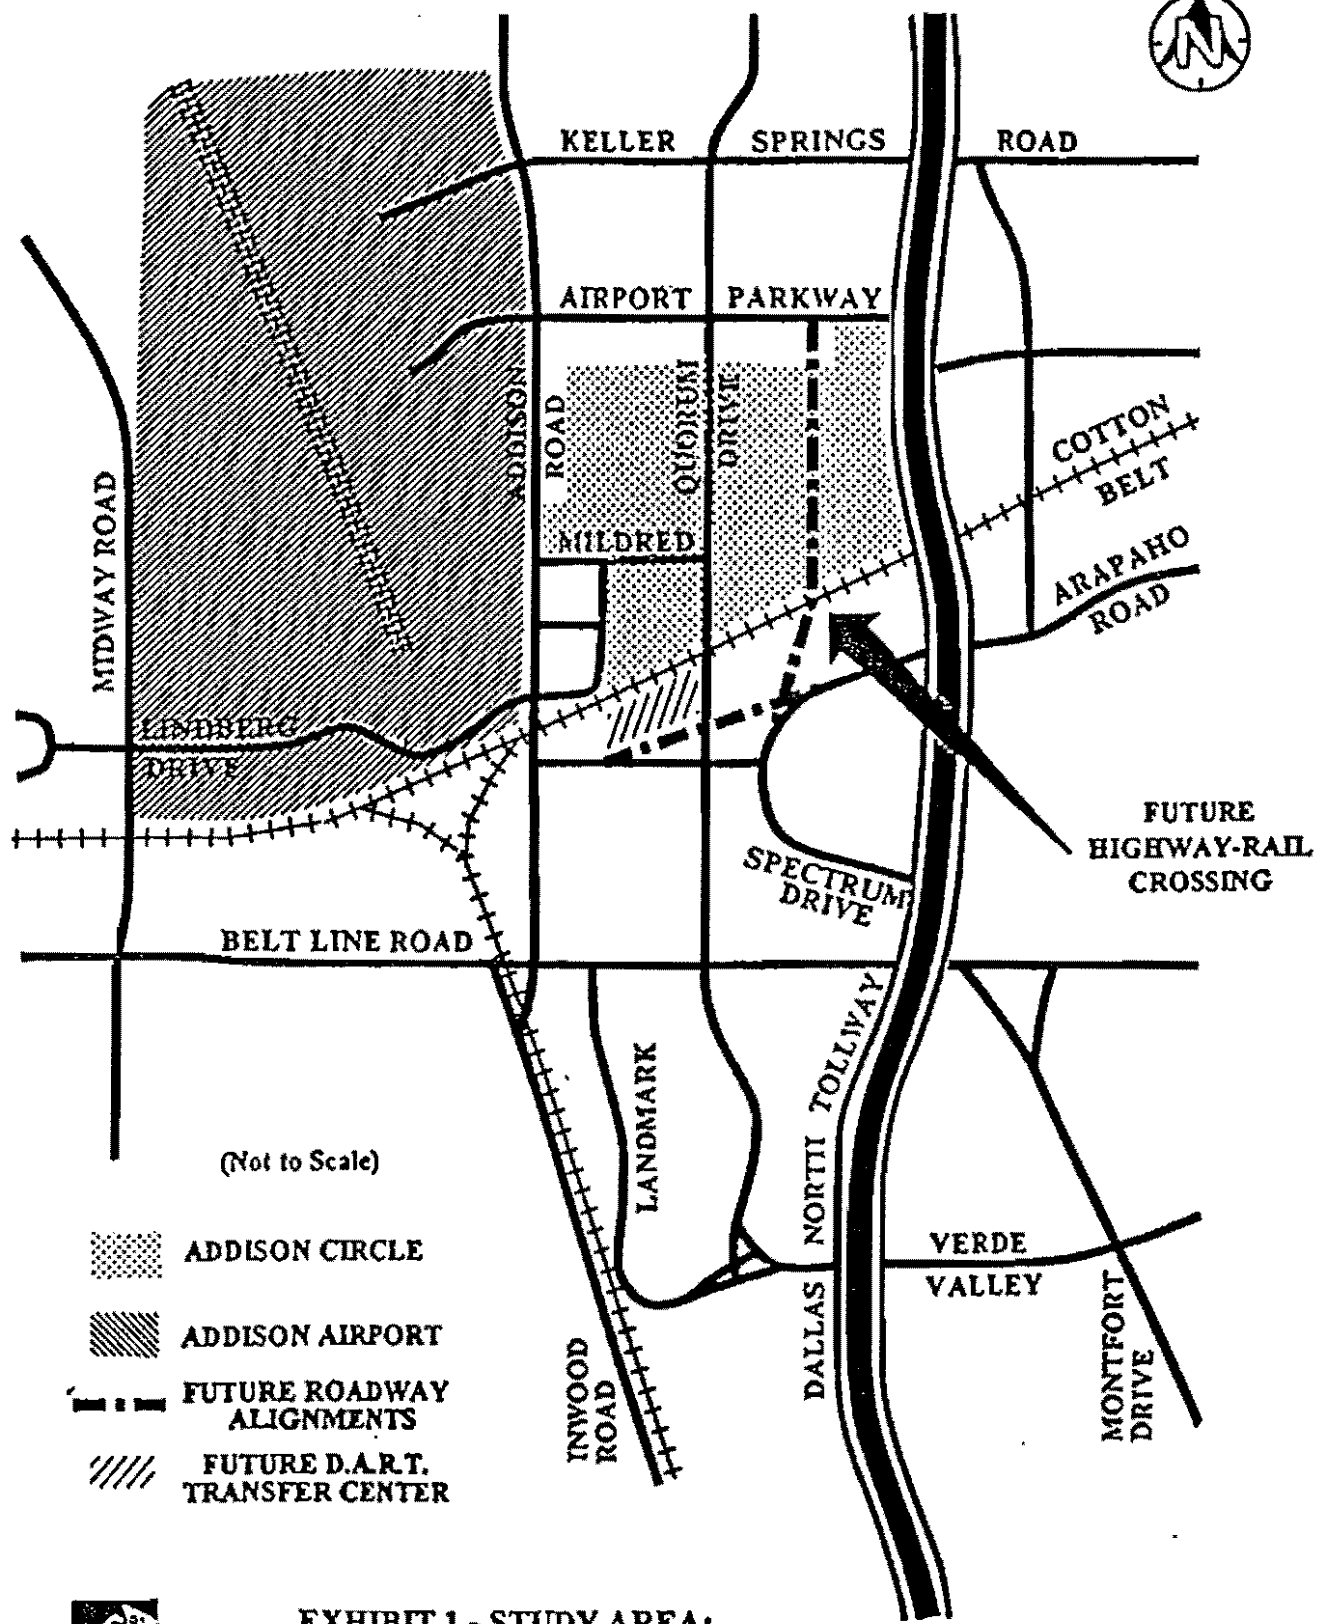 N
KELLER SPRINGS ROAD
AIRPORT PARKWAY
ADDISON
ROAD
QUORUM
DRIVE
COTTON
BELT
MIDWAY ROAD
MILDRED
ARAPAHO
ROAD
LINDBERG
DRIVE
FUTURE
HIGHWAY-RAIL
CROSSING
SPECTRUM
DRIVE
BELT LINE ROAD
DALLAS NORTH TOLLWAY
LANDMARK
(Not to Scale)
VERDE
VALLEY
ADDISON CIRCLE
ADDISON AIRPORT
FUTURE ROADWAY
ALIGNMENTS
FUTURE D.A.R.T.
TRANSFER CENTER
INWOOD
ROAD
MONTFORT
DRIVE
EXHIBIT 1 - STUDY AREA: